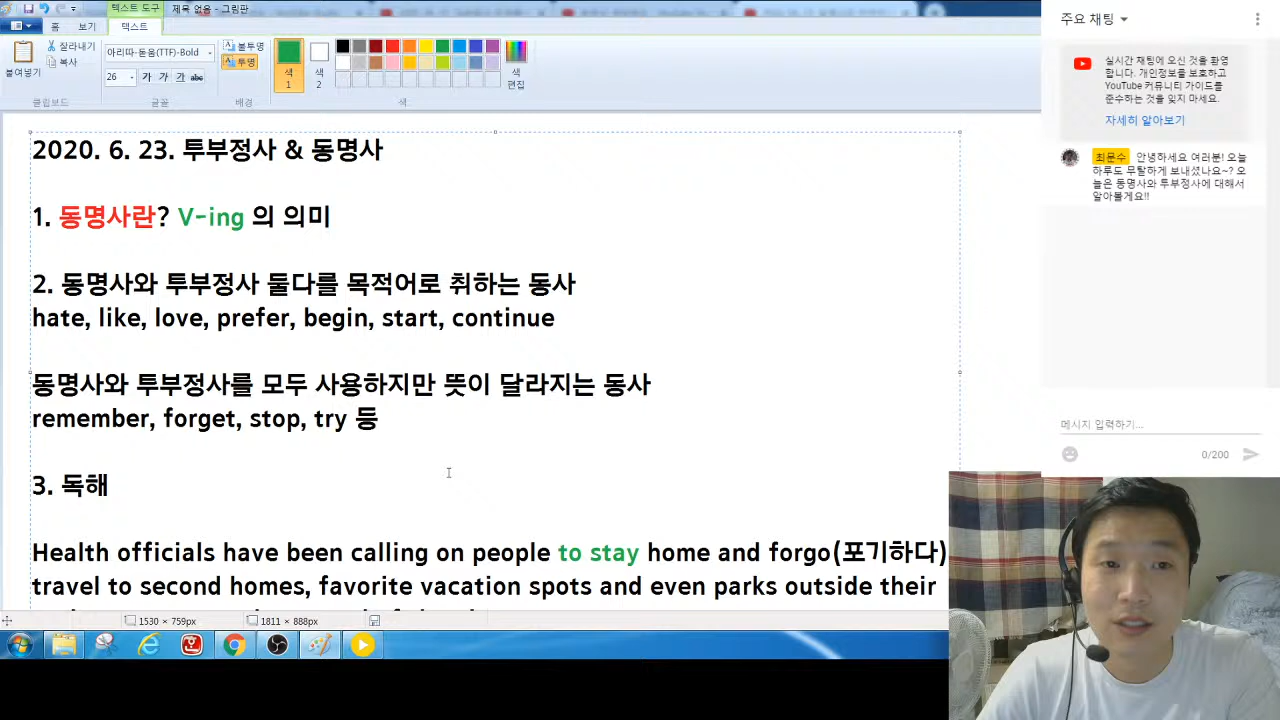 텍스트 도구
제목 없음 - 그림판
홈
보기
텍스트
붙여넣기
잘라내기
복사
클립보드
아리따-돋움(TTF)-Bold
26
가 가 가 abc
글꼴
불투명
투명
배경
색 1
색 2
색
편집
색
2020. 6. 23. 투부정사 & 동명사
1. 동명사란? V-ing 의 의미
2. 동명사와 투부정사 둘다를 목적어로 취하는 동사
hate, like, love, prefer, begin, start, continue
동명사와 투부정사를 모두 사용하지만 뜻이 달라지는 동사
remember, forget, stop, try 등
3. 독해
Health officials have been calling on people to stay home and forgo(포기하다)
travel to second homes, favorite vacation spots and even parks outside their
1530 × 759px
1811 × 888px
주요 채팅
실시간 채팅에 오신 것을 환영
합니다. 개인정보를 보호하고
YouTube 커뮤니티 가이드를
준수하는 것을 잊지 마세요.
자세히 알아보기
최문수 안녕하세요 여러분! 오늘
하루도 무탈하게 보내셨나요~? 오
늘은 동명사와 투부정사에 대해서
알아볼게요!!
메시지 입력하기...
0/200